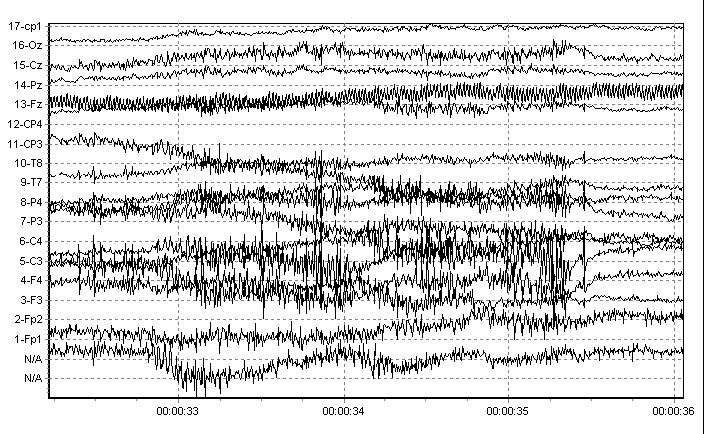 17-cp1
16-Oz
15-Cz
14-Pz
13-Fz
12-CP4
11-CP3
10-T8
9-T7
8-P4
7-P3
6-C4
5-C3
4-F4
3-F3
2-Fp2
1-Fp1
N/A
N/A
00:00:33 00:00:34 00:00:35 00:00:36